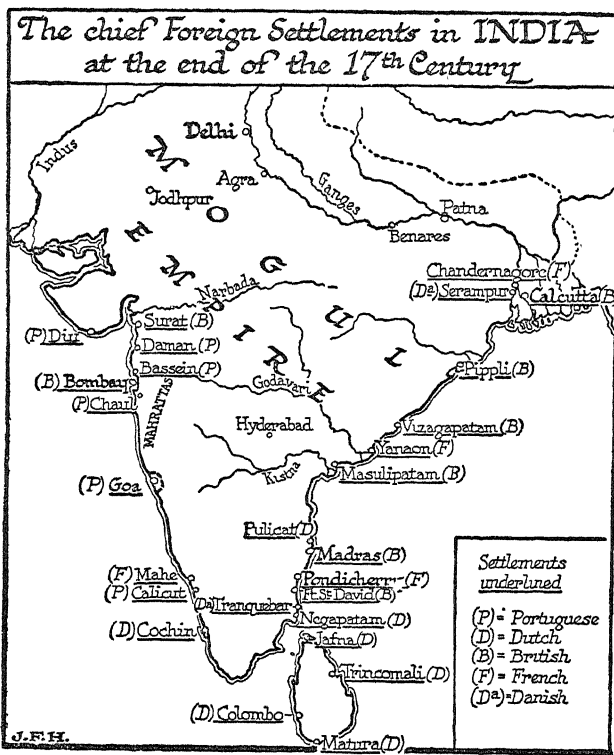 The chief Foreign Settlements in INDIA
at the end of the 17th Century
Delhi
Indus
Jodhpur
Agra
Ganges
Patna
Benares
MOGUL
EMPIRE
Narbada
Chandernagore (F)
(Da) Serampur
Calcutta (B
(P) Diu
Surat (B)
Daman (P)
Bassein (P)
(B) Bombay
(P) Chaul
MAHRATTAS
Godavari
Pippli (B)
Hyderabad
Vizagapatam (B)
Yanaon (F)
Kistna
Masulipatam (B)
(P) Goa
Pulicat (D)
Madras (B)
(F) Mahe
Pondicherr (F)
(P) Calicut
Ft. St. David (B)
(Da) Tranquebar
Negapatam (D)
(D) Cochin
Jafna (D)
Trincomali (D)
(D) Colombo
Matura (D)
Settlements
underlined
(P) = Portuguese
(D) = Dutch
(B) = British
(F) = French
(Da) = Danish
J.F.H.